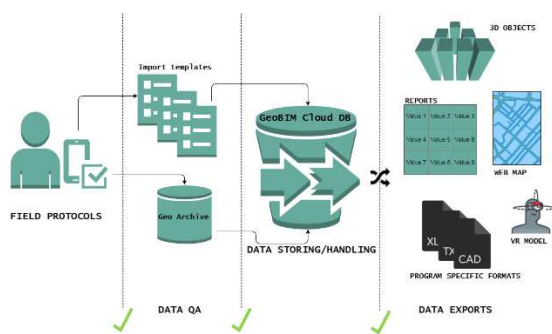 3D OBJECTS
Import templates
GeoBIM Cloud DB
REPORTS
Value 1 Value 2 Value 3
Value 4 Value 5 Value 6
Value 7 Value 8 Value 9
WEB MAP
FIELD PROTOCOLS
Geo Archive
DATA STORING/HANDLING
XL
TX
CAD
VR MODEL
PROGRAM SPECIFIC FORMATS
DATA QA
DATA EXPORTS